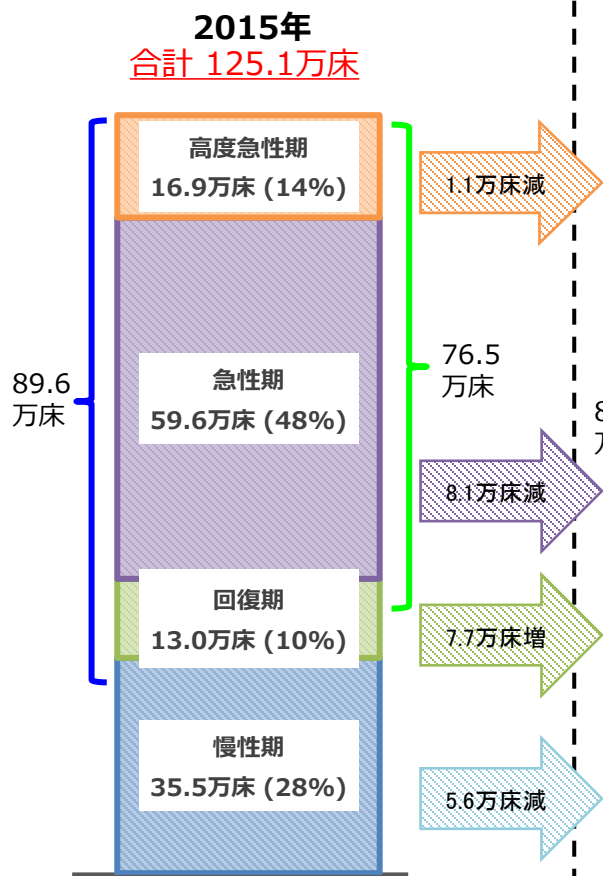 2015年
合計 125.1万床
高度急性期
16.9万床 (14%)
1.1万床減
急性期
59.6万床 (48%)
89.6
万床
76.5
万床
8.1万床減
回復期
13.0万床 (10%)
7.7万床増
慢性期
35.5万床 (28%)
5.6万床減